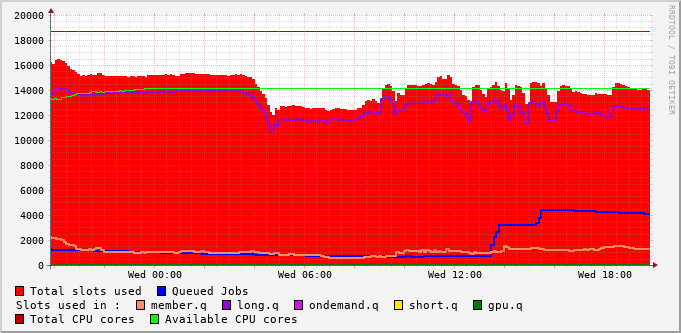 20000
18000
16000
14000
12000
10000
8000
6000
4000
2000
0
Wed 00:00 Wed 06:00 Wed 12:00 Wed 18:00
Total slots used Queued Jobs
Slots used in : member.q long.q ondemand.q short.q gpu.q
Total CPU cores Available CPU cores
RRDTOOL / TOBI OETIKER